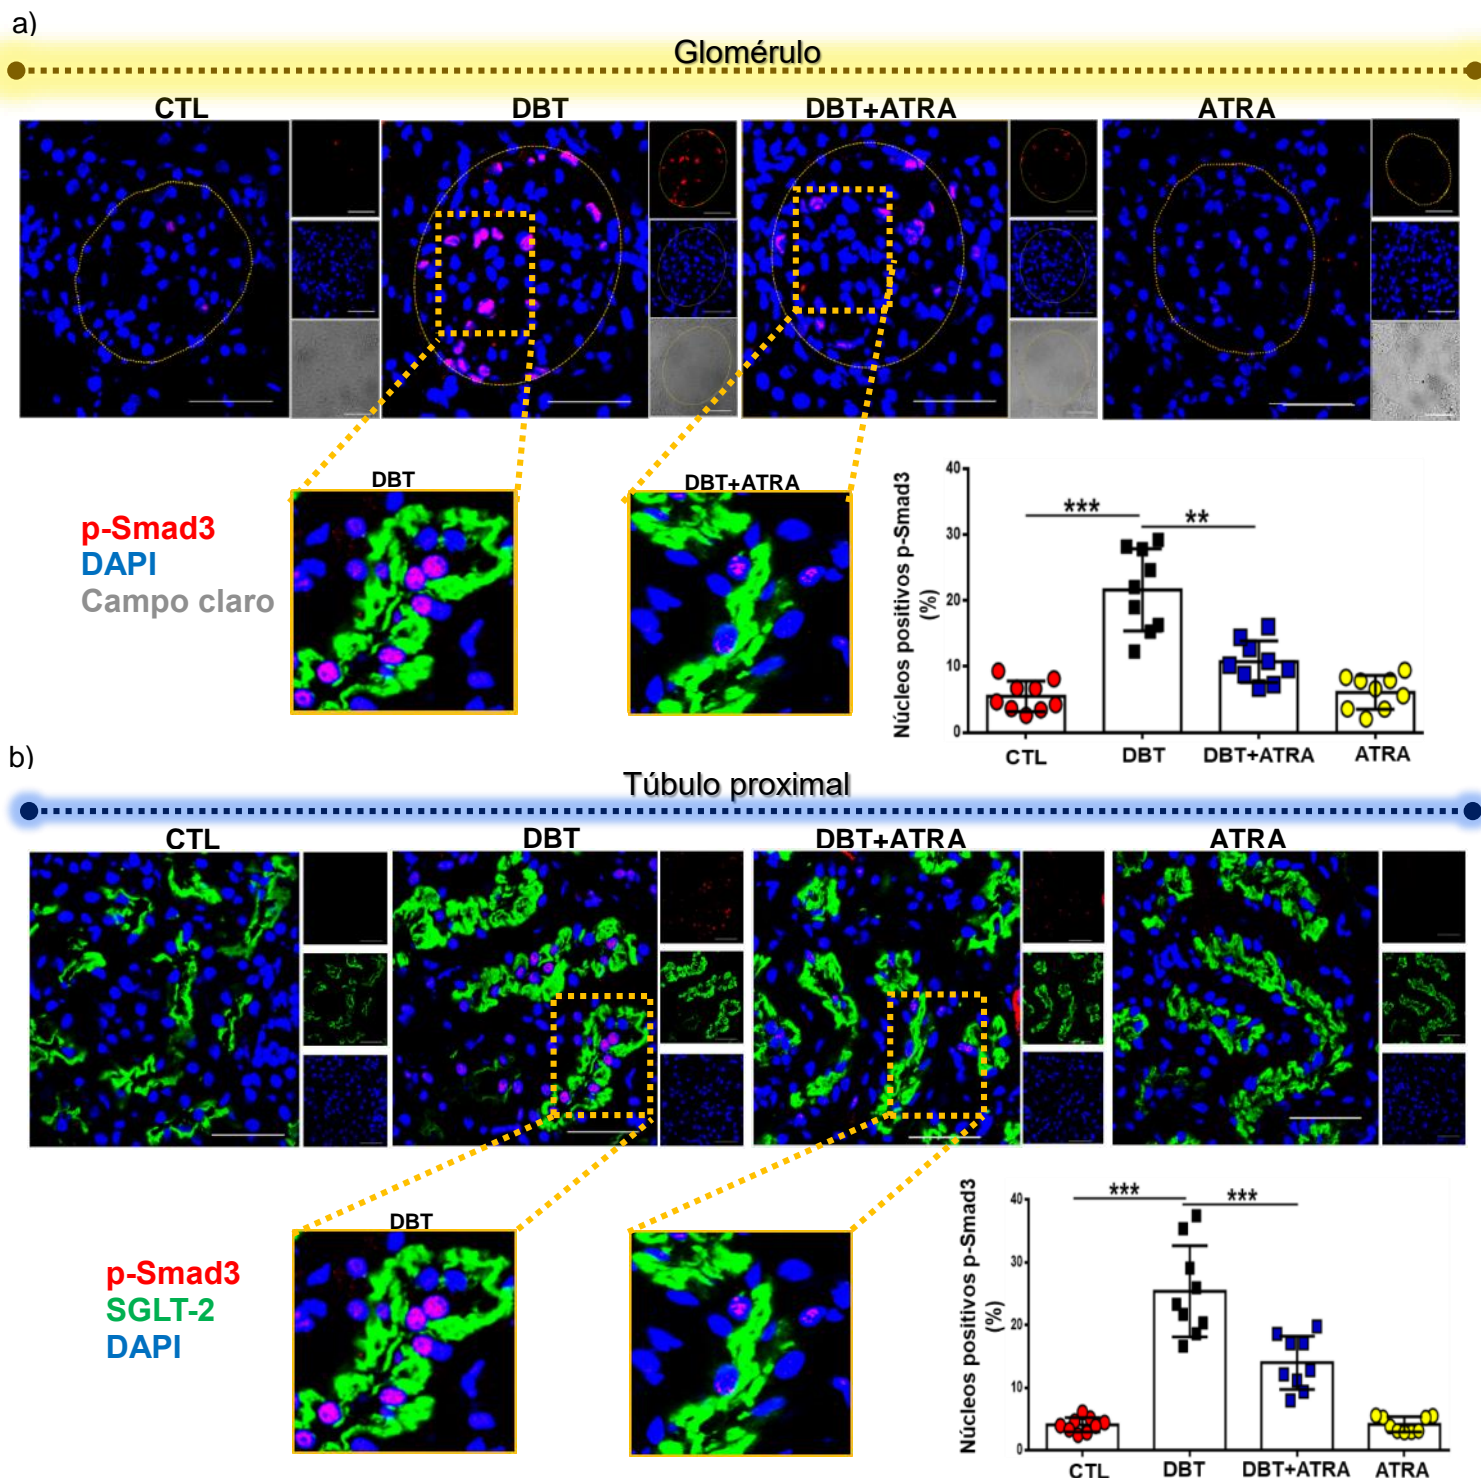 a)
Glomérulo
CTL
DBT
DBT+ATRA
ATRA
DBT
DBT+ATRA
p-Smad3
DAPI
Campo claro
Núcleos positivos p-Smad3
(%)
40
30
20
10
0
***
**
CTL
DBT
DBT+ATRA
ATRA
b)
Túbulo proximal
CTL
DBT
DBT+ATRA
ATRA
DBT
p-Smad3
SGLT-2
DAPI
Núcleos positivos p-Smad3
(%)
40
30
20
10
0
***
***
CTL
DBT
DBT+ATRA
ATRA